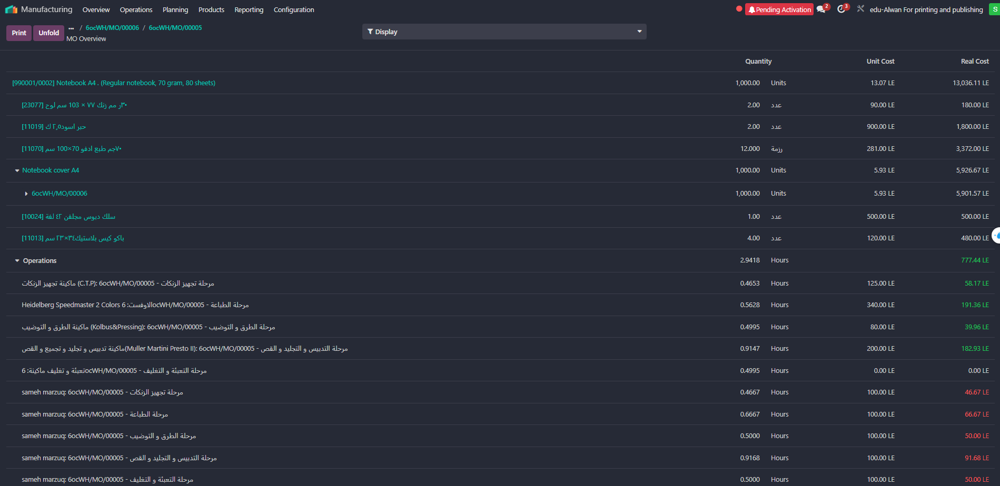 Manufacturing Overview Operations Planning Products Reporting Configuration Pending Activation 2 3 edu-Alwan For printing and publishing S
Print Unfold ... / 6ocWH/MO/00006 / 6ocWH/MO/00005
MO Overview
Display
Quantity Unit Cost Real Cost
[990001/0002] Notebook A4 . (Regular notebook, 70 gram, 80 sheets) 1,000.00 Units 13.07 LE 13,036.11 LE
[23077] ٣٠ر مم زنك ٧٧ × 103 سم لوح 2.00 عدد 90.00 LE 180.00 LE
[11019] حبر اسود٢,٥ ك 2.00 عدد 900.00 LE 1,800.00 LE
[11070] ٧٠جم طبع ادفو 70×100 سم 12.000 رزمة 281.00 LE 3,372.00 LE
Notebook cover A4 1,000.00 Units 5.93 LE 5,926.67 LE
6ocWH/MO/00006 1,000.00 Units 5.93 LE 5,901.57 LE
[10024] سلك دبوس مجلفن ٤٢ لفة 1.00 عدد 500.00 LE 500.00 LE
[11013] باكو كيس بلاستيك٣٤×٢٣ سم 4.00 عدد 120.00 LE 480.00 LE
Operations 2.9418 Hours 777.44 LE
ماكينة تجهيز الزنكات (C.T.P): 6ocWH/MO/00005 - مرحلة تجهيز الزنكات 0.4653 Hours 125.00 LE 58.17 LE
Heidelberg Speedmaster 2 Colors الاوفست: 6ocWH/MO/00005 - مرحلة الطباعة 0.5628 Hours 340.00 LE 191.36 LE
ماكينة الطرق و التوضيب (Kolbus&Pressing): 6ocWH/MO/00005 - مرحلة الطرق و التوضيب 0.4995 Hours 80.00 LE 39.96 LE
ماكينة تدبيس و تجليد و تجميع و القص(Muller Martini Presto II): 6ocWH/MO/00005 - مرحلة التدبيس و التجليد و القص 0.9147 Hours 200.00 LE 182.93 LE
تعبئة و تغليف ماكينة: 6ocWH/MO/00005 - مرحلة التعبئة و التغليف 0.4995 Hours 0.00 LE 0.00 LE
sameh marzuq: 6ocWH/MO/00005 - مرحلة تجهيز الزنكات 0.4667 Hours 100.00 LE 46.67 LE
sameh marzuq: 6ocWH/MO/00005 - مرحلة الطباعة 0.6667 Hours 100.00 LE 66.67 LE
sameh marzuq: 6ocWH/MO/00005 - مرحلة الطرق و التوضيب 0.5000 Hours 100.00 LE 50.00 LE
sameh marzuq: 6ocWH/MO/00005 - مرحلة التدبيس و التجليد و القص 0.9168 Hours 100.00 LE 91.68 LE
sameh marzuq: 6ocWH/MO/00005 - مرحلة التعبئة و التغليف 0.5000 Hours 100.00 LE 50.00 LE